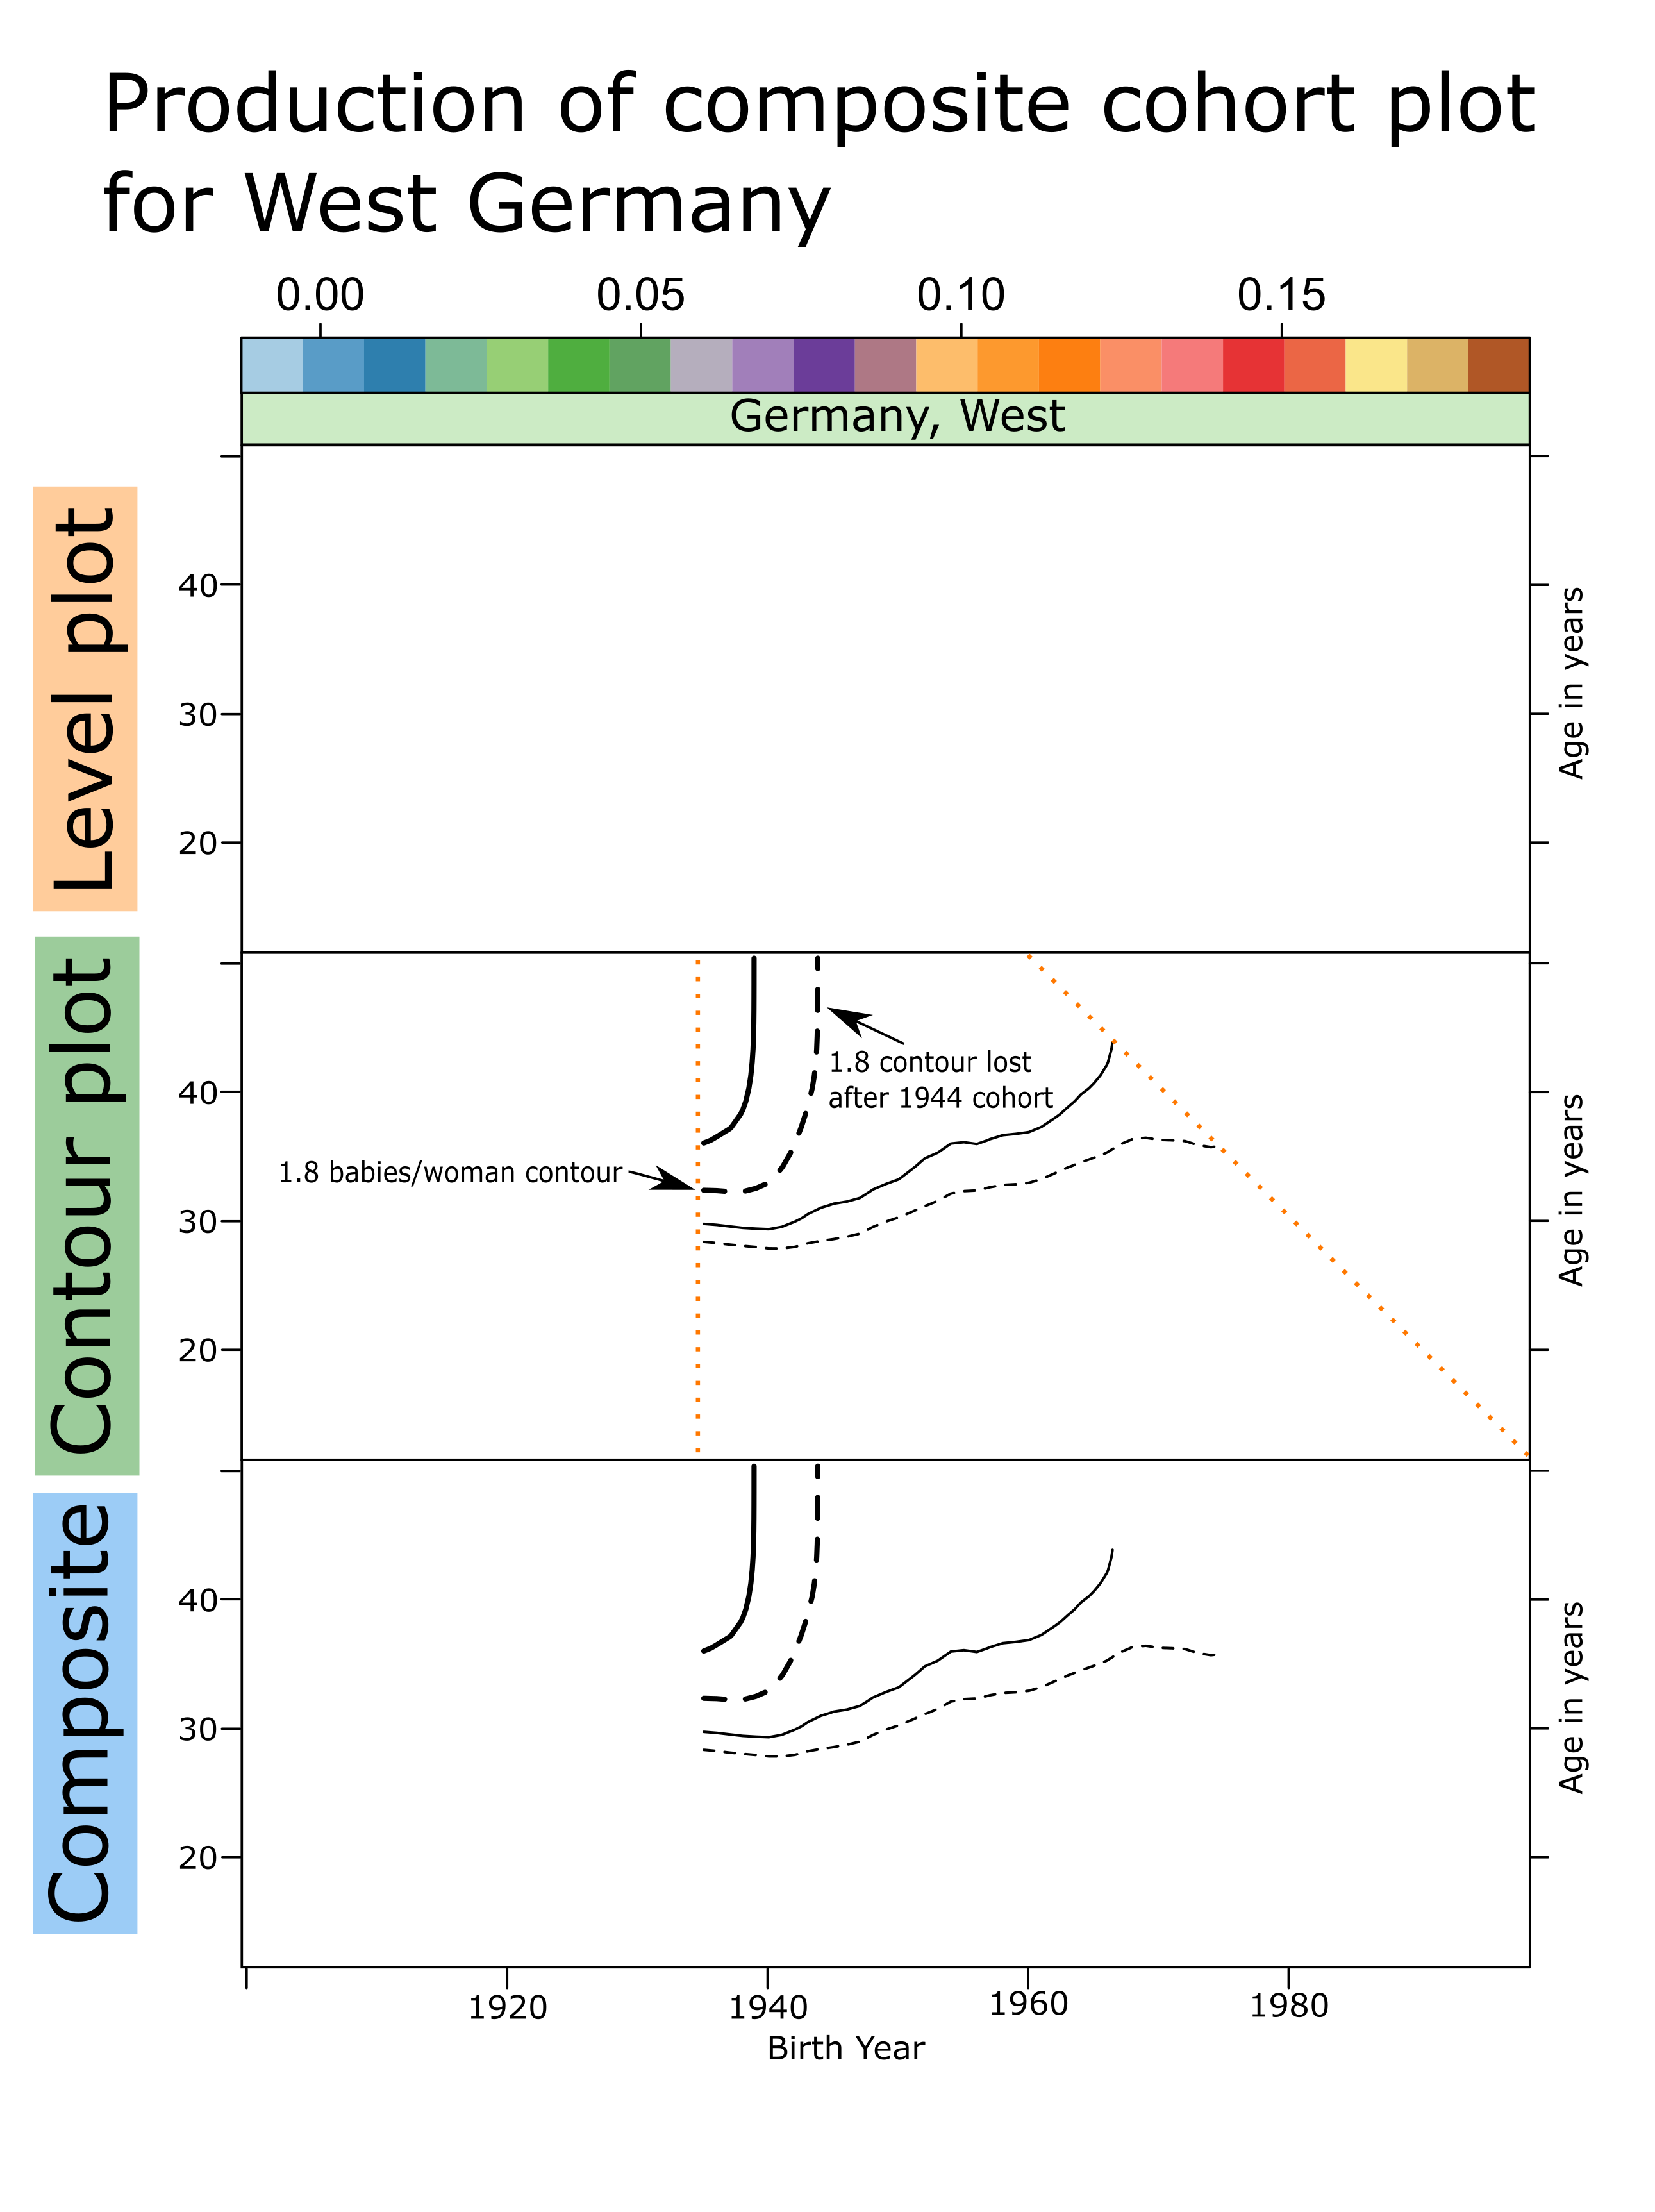 Production of composite cohort plot
for West Germany
0.00 0.05 0.10 0.15
Germany, West
Level plot
40
30
20
Age in years
Contour plot
40
30
20
1.8 contour lost
after 1944 cohort
1.8 babies/woman contour
Age in years
Composite
40
30
20
Age in years
1920 1940 1960 1980
Birth Year